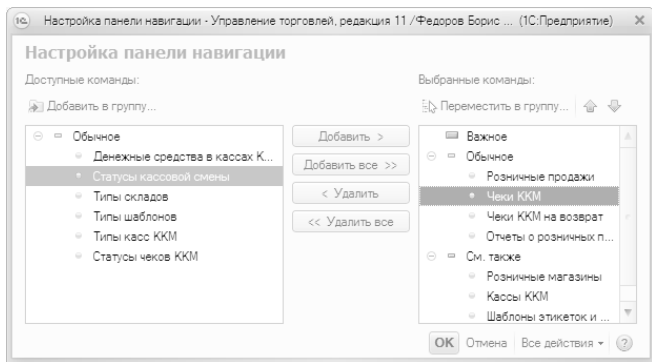 1С Настройка панели навигации - Управление торговлей, редакция 11 /Федоров Борис ... (1С:Предприятие)
Настройка панели навигации
Доступные команды:
Добавить в группу...
Обычное
Денежные средства в кассах К...
Статусы кассовой смены
Типы складов
Типы шаблонов
Типы касс ККМ
Статусы чеков ККМ
Добавить >
Добавить все >>
< Удалить
<< Удалить все
Выбранные команды:
Переместить в группу...
Важное
Обычное
Розничные продажи
Чеки ККМ
Чеки ККМ на возврат
Отчеты о розничных п...
См. также
Розничные магазины
Кассы ККМ
Шаблоны этикеток и ...
OK Отмена Все действия ?